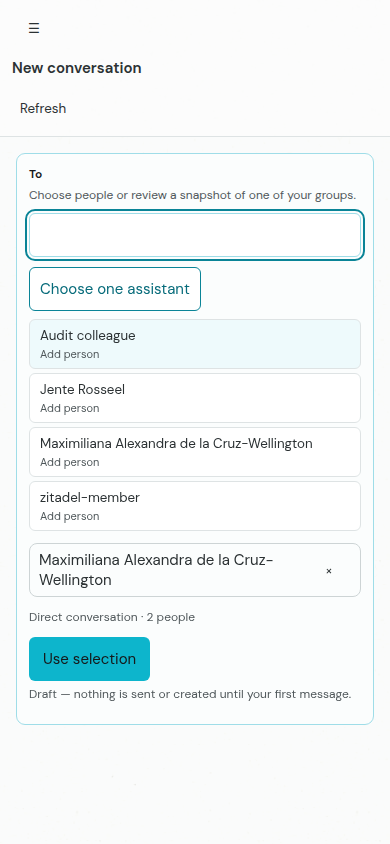 ☰
New conversation
Refresh
To
Choose people or review a snapshot of one of your groups.
Choose one assistant
Audit colleague
Add person
Jente Rosseel
Add person
Maximiliana Alexandra de la Cruz-Wellington
Add person
zitadel-member
Add person
Maximiliana Alexandra de la Cruz-
Wellington
×
Direct conversation · 2 people
Use selection
Draft — nothing is sent or created until your first message.